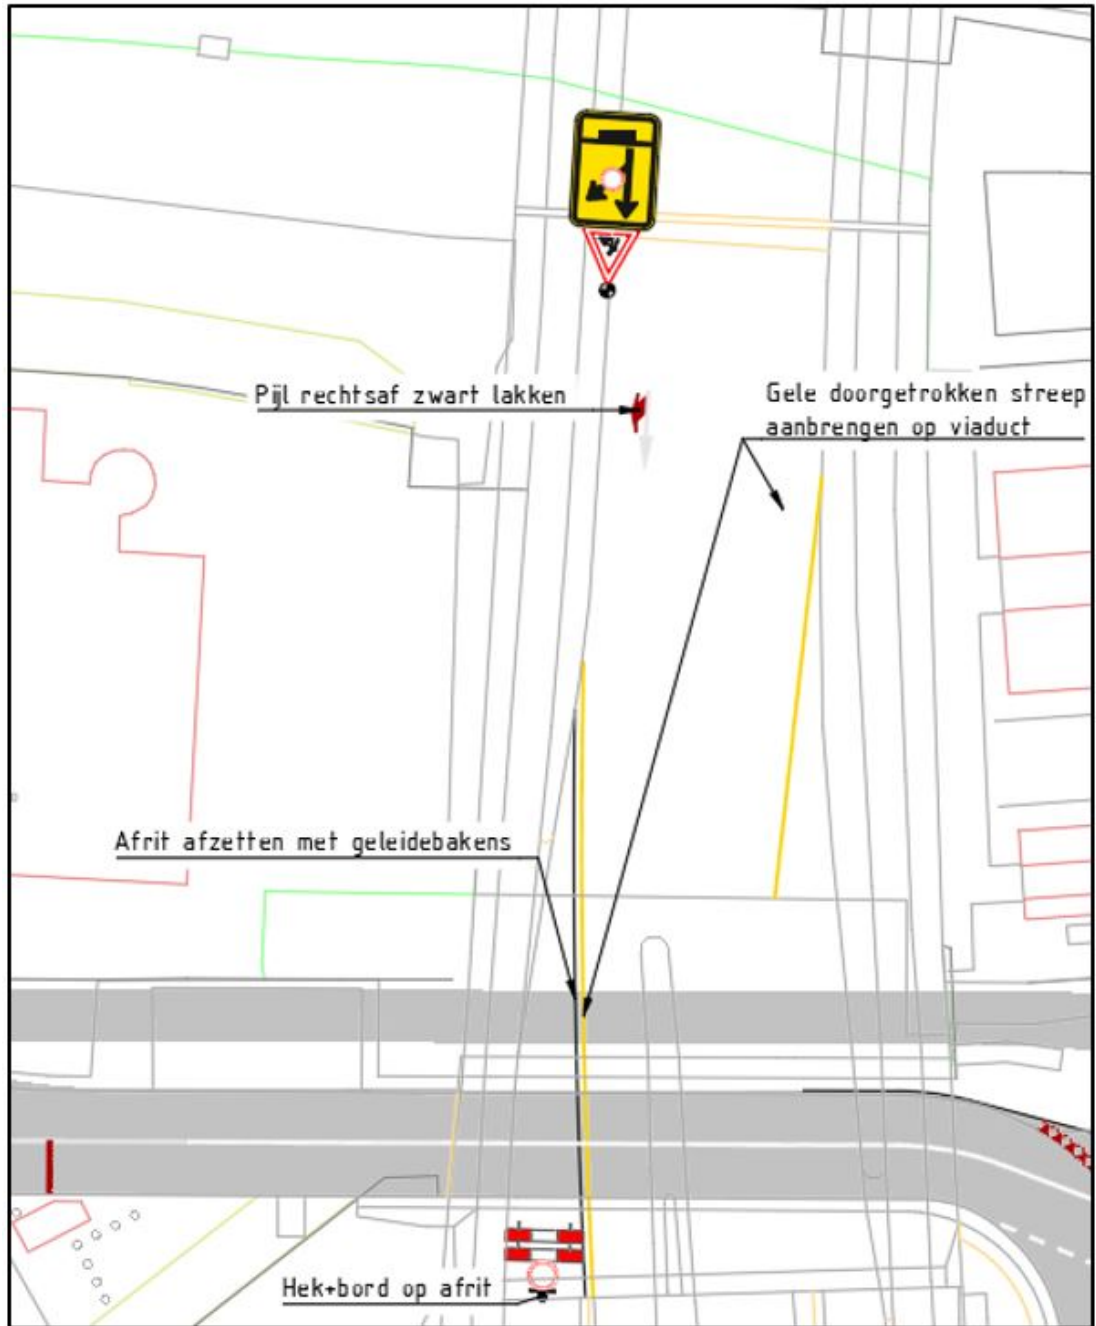 Pijl rechtsaf zwart lakken
Gele doorgetrokken streep
aanbrengen op viaduct
Afrit afzetten met geleidebakens
Hek+bord op afrit